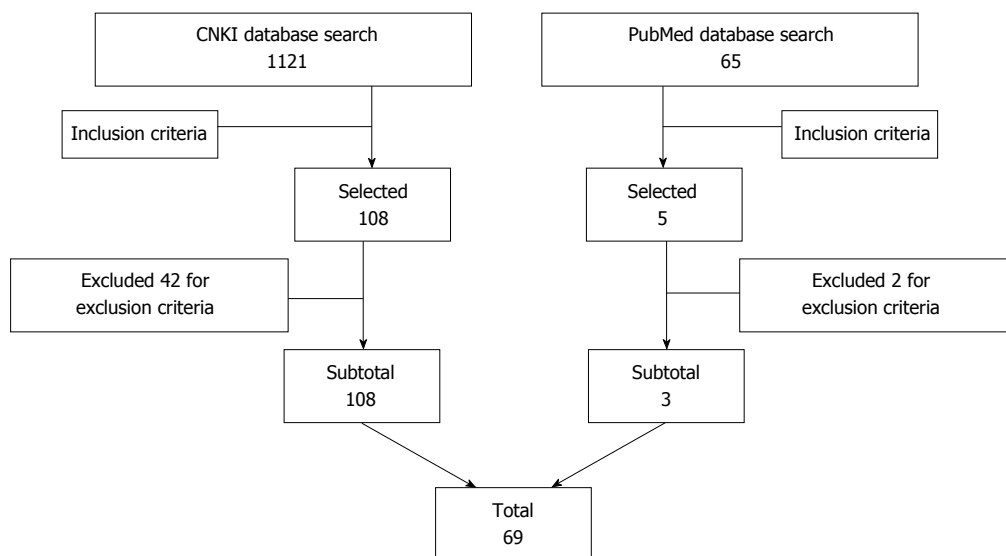 CNKI database search
1121
PubMed database search
65
Inclusion criteria
Inclusion criteria
Selected
108
Selected
5
Excluded 42 for
exclusion criteria
Excluded 2 for
exclusion criteria
Subtotal
108
Subtotal
3
Total
69